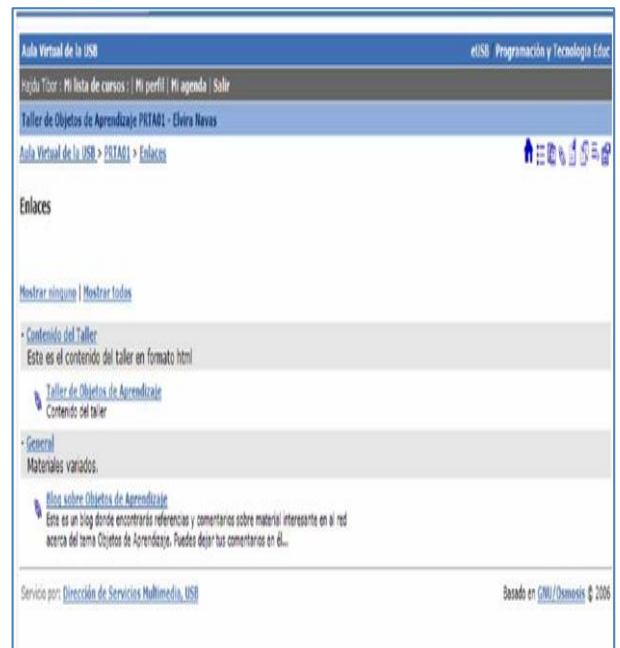 Aula Virtual de la USB eUSB Programación y Tecnología Educ
Hajdu Tibor : Mi lista de cursos : | Mi perfil | Mi agenda | Salir
Taller de Objetos de Aprendizaje PRTA01 - Elvira Navas
Aula Virtual de la USB > PRTA01 > Enlaces
Enlaces
Mostrar ninguno | Mostrar todos
- Contenido del Taller
Este es el contenido del taller en formato html
Taller de Objetos de Aprendizaje
Contenido del taller
- General
Materiales variados.
Blog sobre Objetos de Aprendizaje
Este es un blog donde encontrarás referencias y comentarios sobre material interesante en al red
acerca del tema Objetos de Aprendizaje. Puedes dejar tus comentarios en él...
Servicio por: Dirección de Servicios Multimedia, USB Basado en GNU/Osmosis © 2006